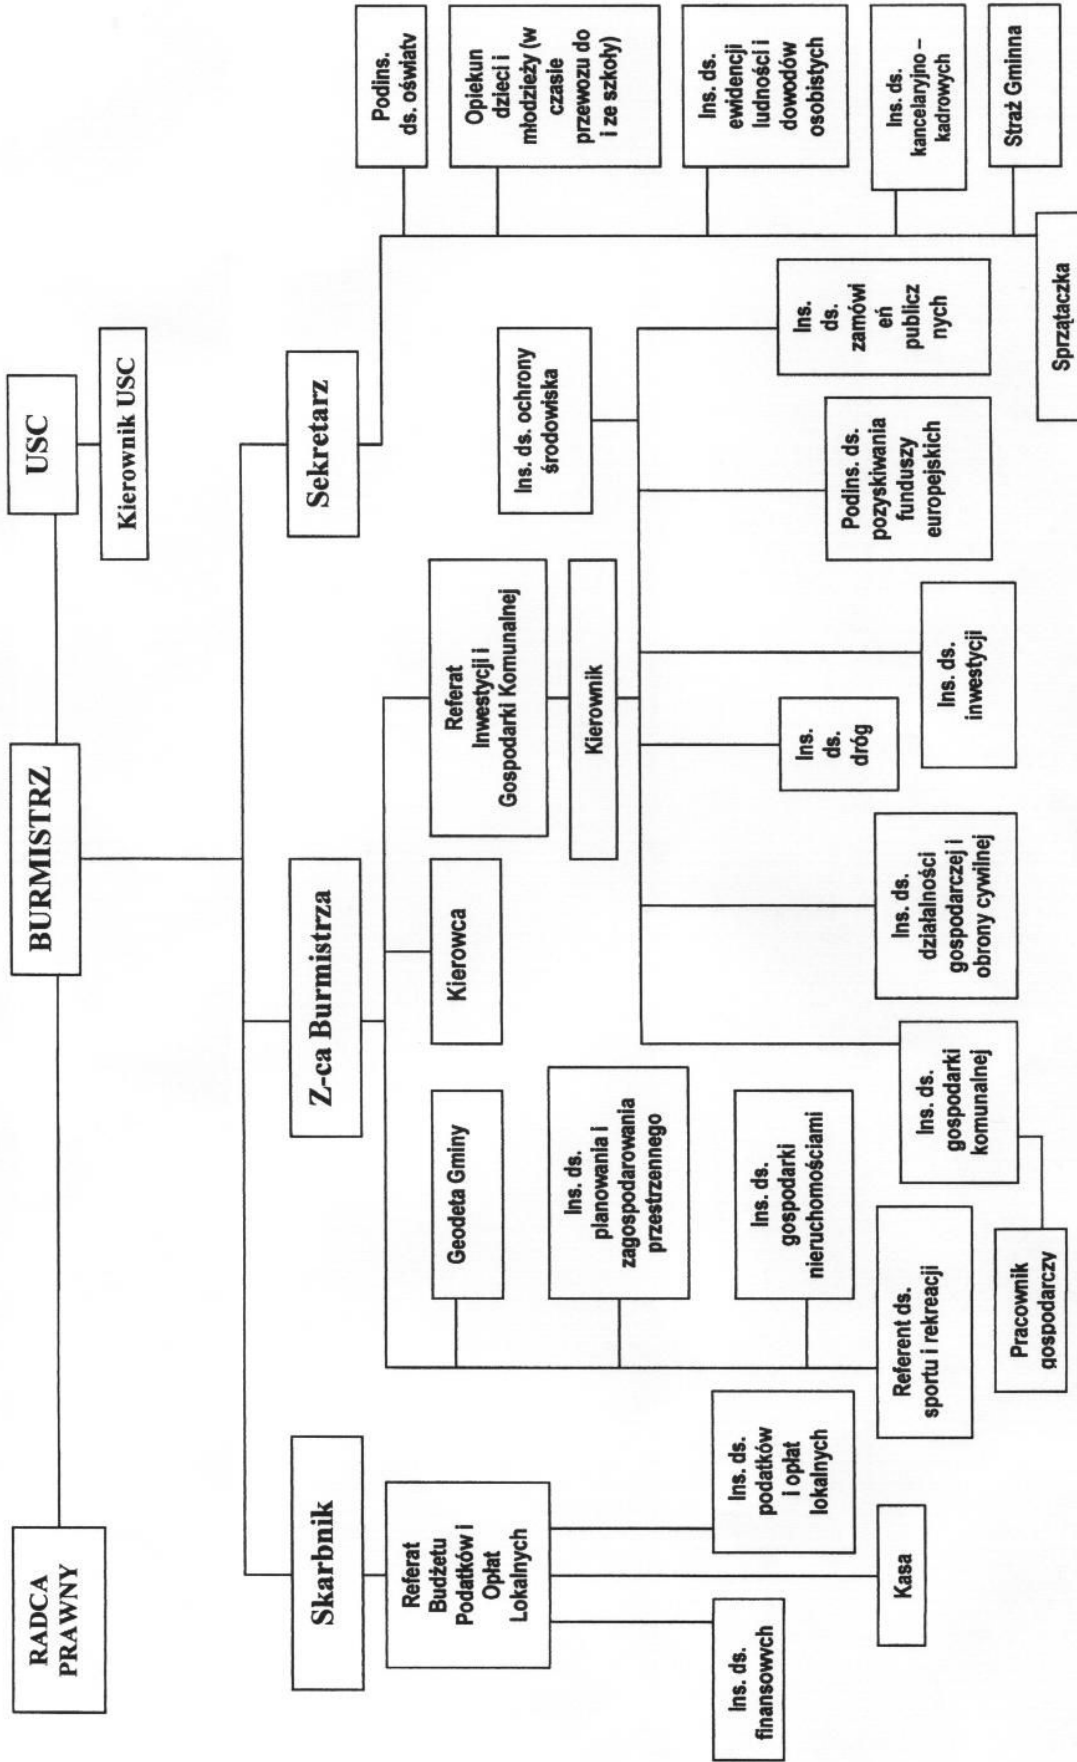 RADCA
PRAWNY
BURMISTRZ
USC
Kierownik USC
Skarbnik
Z-ca Burmistrza
Sekretarz
Referat
Budżetu
Podatków i
Opłat
Lokalnych
Ins. ds.
finansowych
Kasa
Ins. ds.
podatków
i opłat
lokalnych
Geodeta Gminy
Ins. ds.
planowania i
zagospodarowania
przestrzennego
Ins. ds.
gospodarki
nieruchomościami
Referent ds.
sportu i rekreacji
Kierowca
Referat
Inwestycji i
Gospodarki Komunalnej
Kierownik
Ins. ds. ochrony
środowiska
Ins. ds.
gospodarki
komunalnej
Pracownik
gospodarczy
Ins. ds.
działalności
gospodarczej i
obrony cywilnej
Ins.
ds.
dróg
Ins. ds.
inwestycji
Podins. ds.
pozyskiwania
funduszy
europejskich
Ins.
ds.
zamówi
eń
publicz
nych
Podins.
ds. oświaty
Opiekun
dzieci i
młodzieży (w
czasie
przewozu do
i ze szkoły)
Ins. ds.
ewidencji
ludności i
dowodów
osobistych
Ins. ds.
kancelaryjno –
kadrowych
Straż Gminna
Sprzątaczka